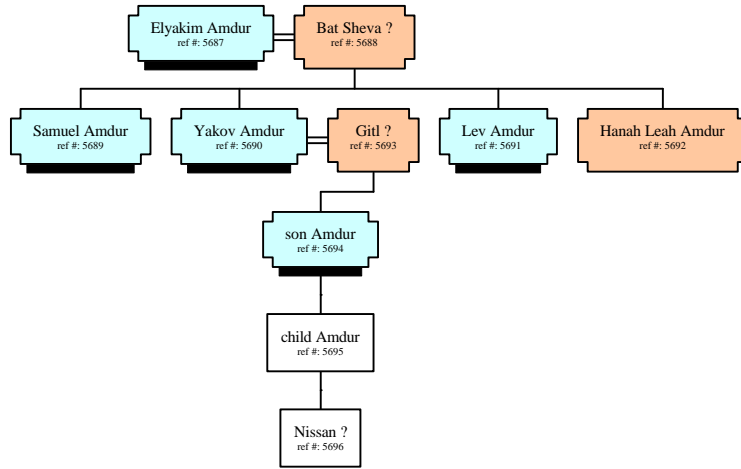 Elyakim Amdur
ref #: 5687
Bat Sheva ?
ref #: 5688
Samuel Amdur
ref #: 5689
Yakov Amdur
ref #: 5690
Gitl ?
ref #: 5693
Lev Amdur
ref #: 5691
Hanah Leah Amdur
ref #: 5692
son Amdur
ref #: 5694
child Amdur
ref #: 5695
Nissan ?
ref #: 5696